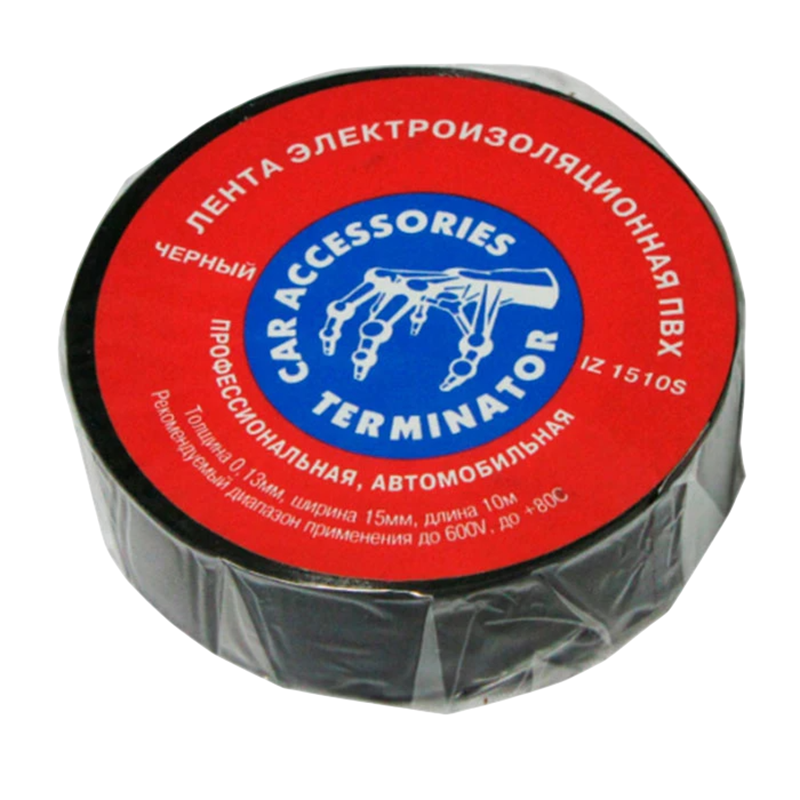 ЛЕНТА ЭЛЕКТРОИЗОЛЯЦИОННАЯ ПВХ
ЧЕРНЫЙ
CAR ACCESSORIES
TERMINATOR
IZ 1510S
ПРОФЕССИОНАЛЬНАЯ, АВТОМОБИЛЬНАЯ
Толщина 0,13мм, ширина 15мм, длина 10м
Рекомендуемый диапазон применения до 600V. до +80C